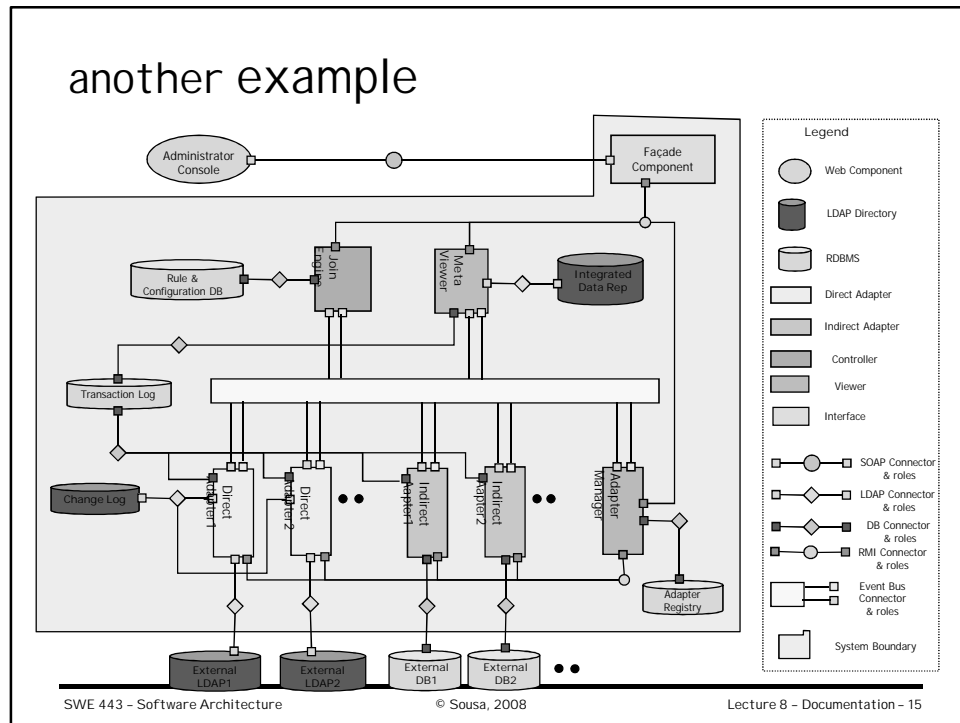 another example
Administrator
Console
Façade
Component
Join
Engine
Meta
Viewer
Rule &
Configuration DB
Integrated
Data Rep
Transaction Log
Change Log
Direct
Adapter1
Direct
Adapter2
Indirect
Aapter1
Indirect
Aapter2
Adapter
Manager
Adapter
Registry
External
LDAP1
External
LDAP2
External
DB1
External
DB2
Legend
Web Component
LDAP Directory
RDBMS
Direct Adapter
Indirect Adapter
Controller
Viewer
Interface
SOAP Connector
& roles
LDAP Connector
& roles
DB Connector
& roles
RMI Connector
& roles
Event Bus
Connector
& roles
System Boundary
SWE 443 – Software Architecture
© Sousa, 2008
Lecture 8 – Documentation – 15